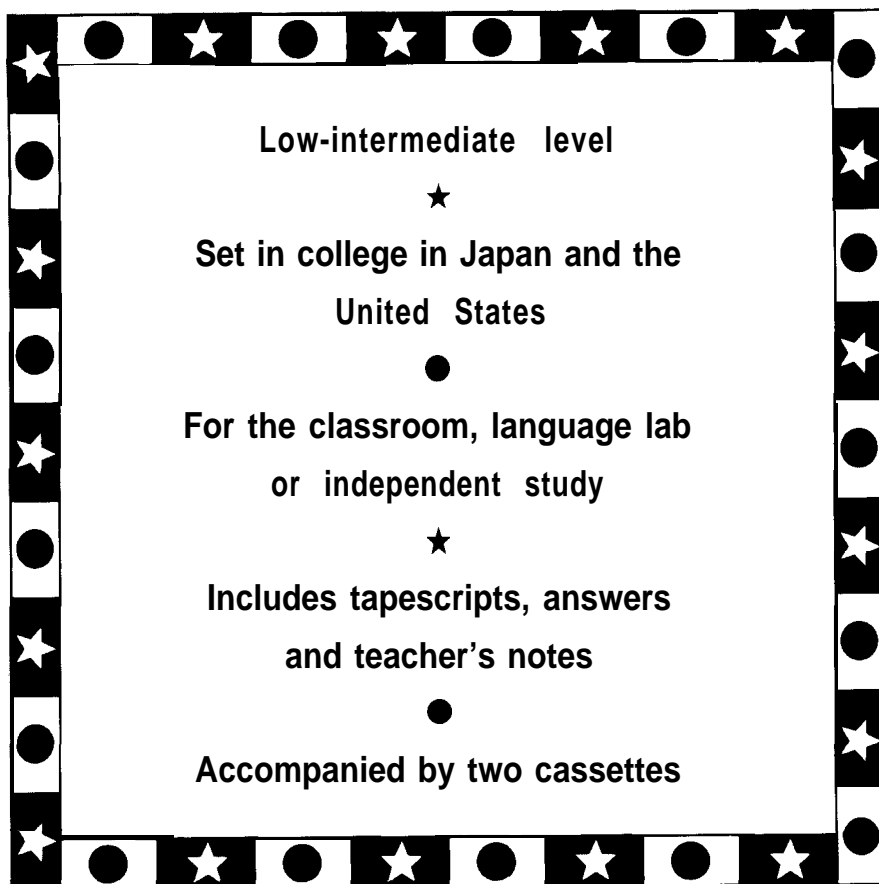 Low-intermediate level
Set in college in Japan and the
United States
For the classroom, language lab
or independent study
Includes tapescripts, answers
and teacher's notes
Accompanied by two cassettes